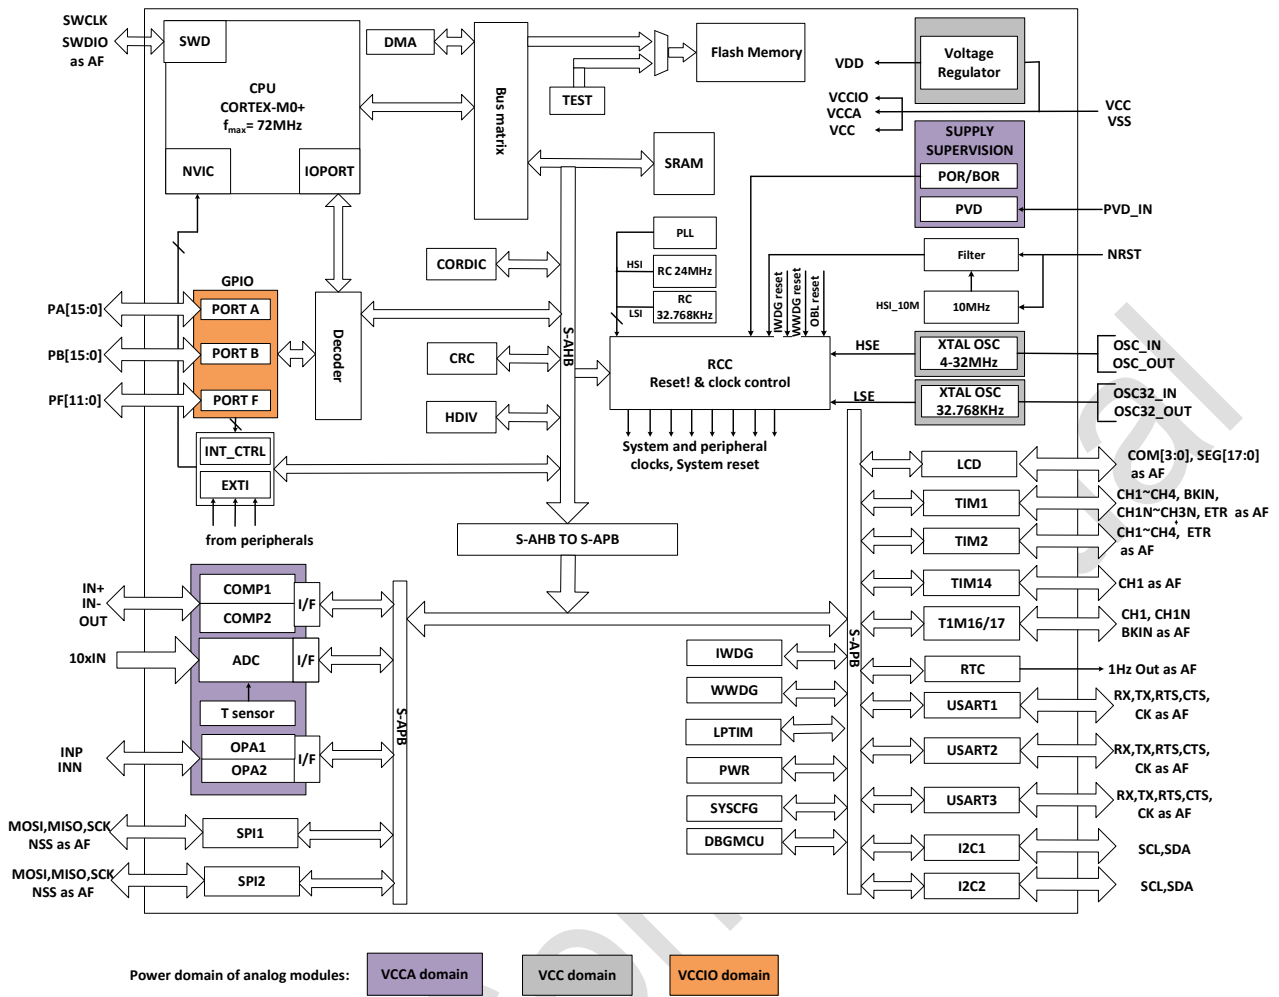 SWCLK
SWDIO
as AF
SWD
CPU
CORTEX-M0+
fmax= 72MHz
NVIC
IOPORT
DMA
Bus matrix
TEST
Flash Memory
SRAM
VDD
Voltage
Regulator
VCCIO
VCCA
VCC
VCC
VSS
SUPPLY
SUPERVISION
POR/BOR
PVD
PVD_IN
Filter
NRST
HSI_10M
10MHz
PLL
HSI
RC 24MHz
RC
32.768KHz
LSI
IWDG reset
WWDG reset
OBL reset
CORDIC
CRC
HDIV
S-AHB
GPIO
PORT A
PORT B
PORT F
PA[15:0]
PB[15:0]
PF[11:0]
Decoder
INT_CTRL
EXTI
from peripherals
RCC
Reset! & clock control
HSE
LSE
XTAL OSC
4-32MHz
XTAL OSC
32.768KHz
OSC_IN
OSC_OUT
OSC32_IN
OSC32_OUT
System and peripheral
clocks, System reset
S-AHB TO S-APB
IN+
IN-
OUT
10xIN
INP
INN
COMP1
COMP2
I/F
ADC
I/F
T sensor
OPA1
OPA2
I/F
S-APB
MOSI,MISO,SCK
NSS as AF
SPI1
MOSI,MISO,SCK
NSS as AF
SPI2
IWDG
WWDG
LPTIM
PWR
SYSCFG
DBGMCU
S-APB
LCD
COM[3:0], SEG[17:0]
as AF
TIM1
CH1~CH4, BKIN,
CH1N~CH3N, ETR as AF
TIM2
CH1~CH4, ETR
as AF
TIM14
CH1 as AF
T1M16/17
CH1, CH1N
BKIN as AF
RTC
1Hz Out as AF
USART1
RX,TX,RTS,CTS,
CK as AF
USART2
RX,TX,RTS,CTS,
CK as AF
USART3
RX,TX,RTS,CTS,
CK as AF
I2C1
SCL,SDA
I2C2
SCL,SDA
Power domain of analog modules:
VCCA domain
VCC domain
VCCIO domain